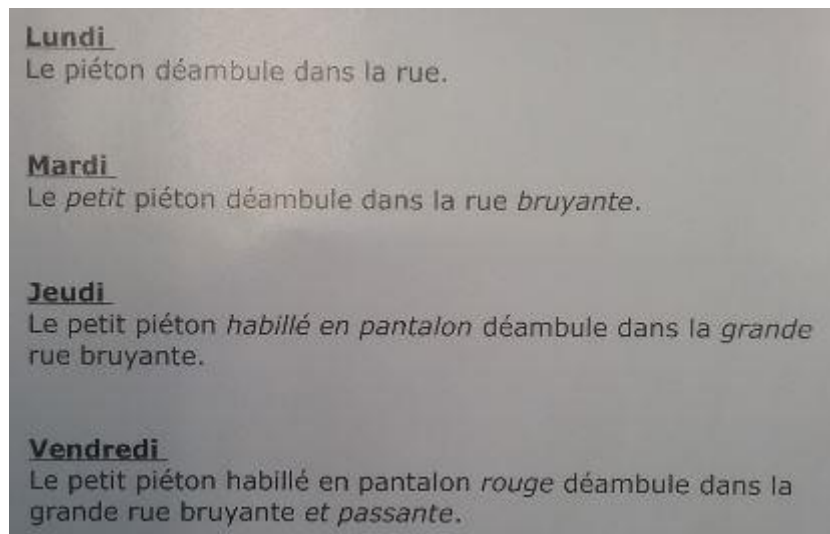 Lundi
Le piéton déambule dans la rue.
Mardi
Le petit piéton déambule dans la rue bruyante.
Jeudi
Le petit piéton habillé en pantalon déambule dans la grande
rue bruyante.
Vendredi
Le petit piéton habillé en pantalon rouge déambule dans la
grande rue bruyante et passante.